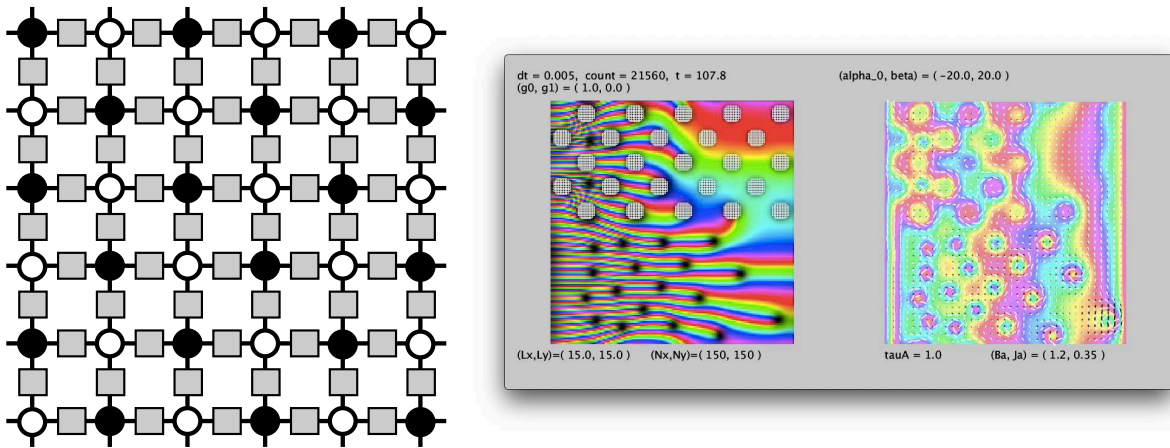 dt = 0.005, count = 21560, t = 107.8
(g0, g1) = ( 1.0, 0.0 )
(alpha_0, beta) = ( -20.0, 20.0 )
(Lx,Ly)=( 15.0, 15.0 ) (Nx,Ny)=( 150, 150 )
tauA = 1.0 (Ba, Ja) = ( 1.2, 0.35 )